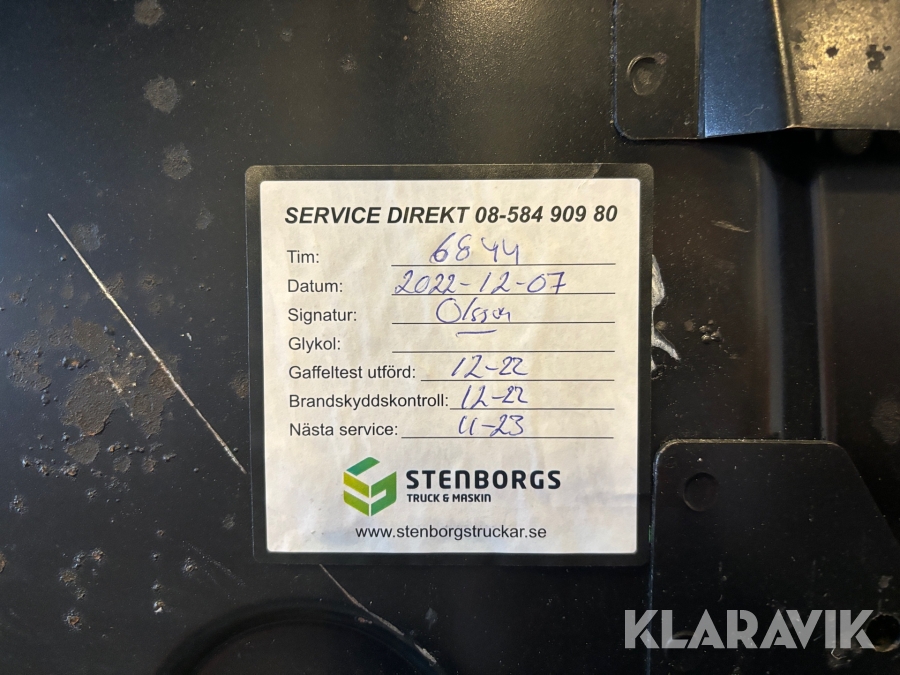 SERVICE DIREKT 08-584 909 80
Tim: 6844
Datum: 2022-12-07
Signatur: Olsson
Glykol:
Gaffeltest utförd: 12-22
Brandskyddskontroll: 12-22
Nästa service: 11-23
STENBORGS
TRUCK & MASKIN
www.stenborgstruckar.se
KLARAVIK